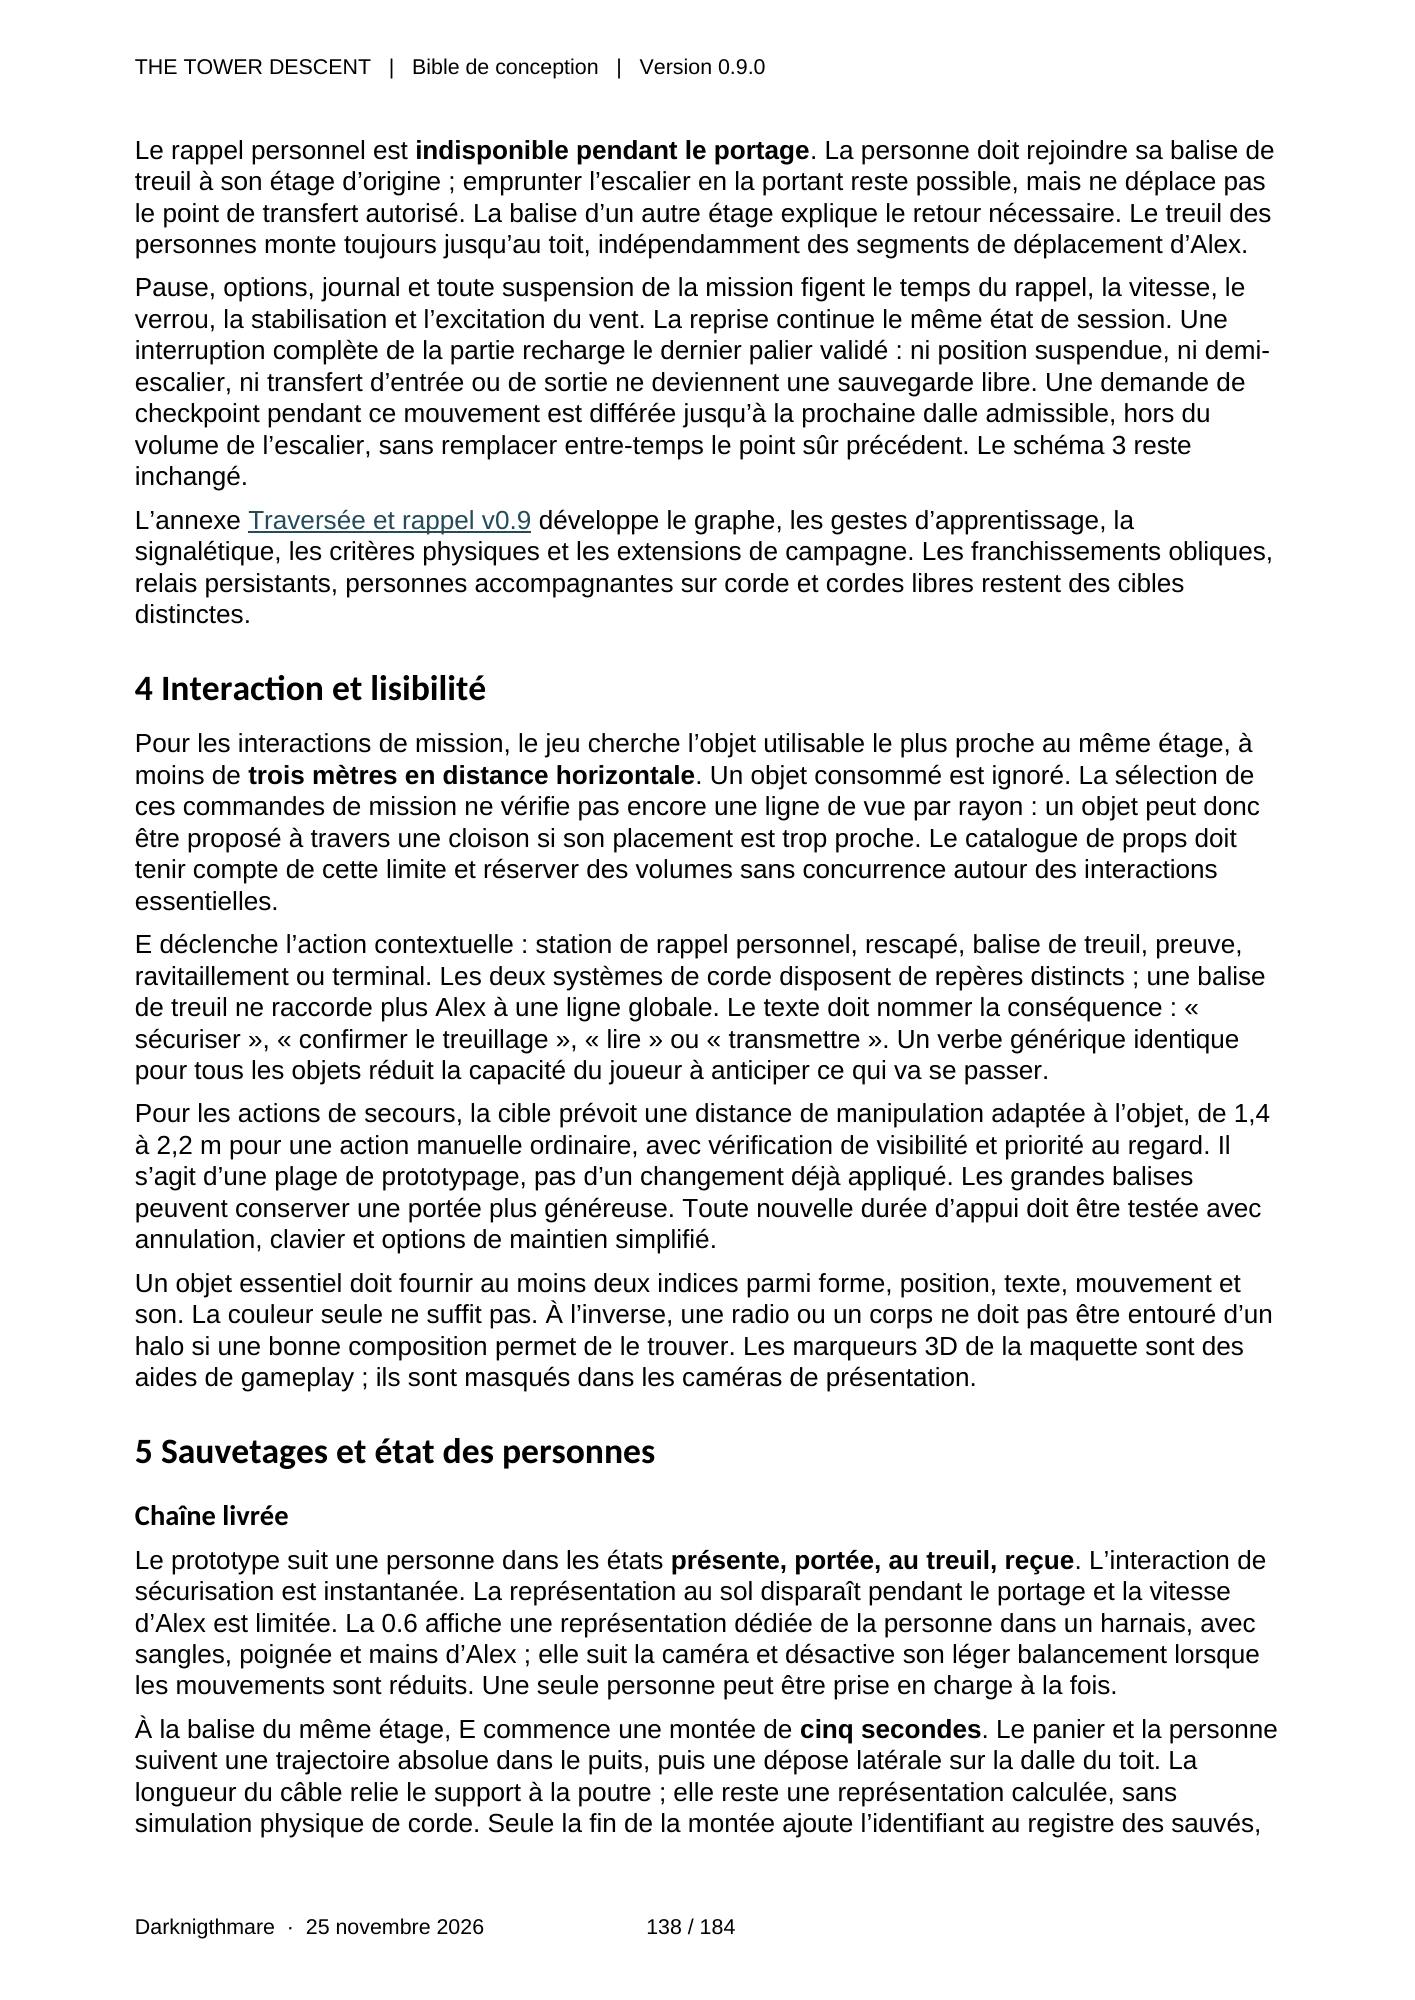 THE TOWER DESCENT | Bible de conception | Version 0.9.0
Le rappel personnel est indisponible pendant le portage. La personne doit rejoindre sa balise de
treuil à son étage d’origine ; emprunter l’escalier en la portant reste possible, mais ne déplace pas
le point de transfert autorisé. La balise d’un autre étage explique le retour nécessaire. Le treuil des
personnes monte toujours jusqu’au toit, indépendamment des segments de déplacement d’Alex.
Pause, options, journal et toute suspension de la mission figent le temps du rappel, la vitesse, le
verrou, la stabilisation et l’excitation du vent. La reprise continue le même état de session. Une
interruption complète de la partie recharge le dernier palier validé : ni position suspendue, ni demi-
escalier, ni transfert d’entrée ou de sortie ne deviennent une sauvegarde libre. Une demande de
checkpoint pendant ce mouvement est différée jusqu’à la prochaine dalle admissible, hors du
volume de l’escalier, sans remplacer entre-temps le point sûr précédent. Le schéma 3 reste
inchangé.
L’annexe Traversée et rappel v0.9 développe le graphe, les gestes d’apprentissage, la
signalétique, les critères physiques et les extensions de campagne. Les franchissements obliques,
relais persistants, personnes accompagnantes sur corde et cordes libres restent des cibles
distinctes.
4 Interaction et lisibilité
Pour les interactions de mission, le jeu cherche l’objet utilisable le plus proche au même étage, à
moins de trois mètres en distance horizontale. Un objet consommé est ignoré. La sélection de
ces commandes de mission ne vérifie pas encore une ligne de vue par rayon : un objet peut donc
être proposé à travers une cloison si son placement est trop proche. Le catalogue de props doit
tenir compte de cette limite et réserver des volumes sans concurrence autour des interactions
essentielles.
E déclenche l’action contextuelle : station de rappel personnel, rescapé, balise de treuil, preuve,
ravitaillement ou terminal. Les deux systèmes de corde disposent de repères distincts ; une balise
de treuil ne raccorde plus Alex à une ligne globale. Le texte doit nommer la conséquence : «
sécuriser », « confirmer le treuillage », « lire » ou « transmettre ». Un verbe générique identique
pour tous les objets réduit la capacité du joueur à anticiper ce qui va se passer.
Pour les actions de secours, la cible prévoit une distance de manipulation adaptée à l’objet, de 1,4
à 2,2 m pour une action manuelle ordinaire, avec vérification de visibilité et priorité au regard. Il
s’agit d’une plage de prototypage, pas d’un changement déjà appliqué. Les grandes balises
peuvent conserver une portée plus généreuse. Toute nouvelle durée d’appui doit être testée avec
annulation, clavier et options de maintien simplifié.
Un objet essentiel doit fournir au moins deux indices parmi forme, position, texte, mouvement et
son. La couleur seule ne suffit pas. À l’inverse, une radio ou un corps ne doit pas être entouré d’un
halo si une bonne composition permet de le trouver. Les marqueurs 3D de la maquette sont des
aides de gameplay ; ils sont masqués dans les caméras de présentation.
5 Sauvetages et état des personnes
Chaîne livrée
Le prototype suit une personne dans les états présente, portée, au treuil, reçue. L’interaction de
sécurisation est instantanée. La représentation au sol disparaît pendant le portage et la vitesse
d’Alex est limitée. La 0.6 affiche une représentation dédiée de la personne dans un harnais, avec
sangles, poignée et mains d’Alex ; elle suit la caméra et désactive son léger balancement lorsque
les mouvements sont réduits. Une seule personne peut être prise en charge à la fois.
À la balise du même étage, E commence une montée de cinq secondes. Le panier et la personne
suivent une trajectoire absolue dans le puits, puis une dépose latérale sur la dalle du toit. La
longueur du câble relie le support à la poutre ; elle reste une représentation calculée, sans
simulation physique de corde. Seule la fin de la montée ajoute l’identifiant au registre des sauvés,
Darknigthmare · 25 novembre 2026 138 / 184